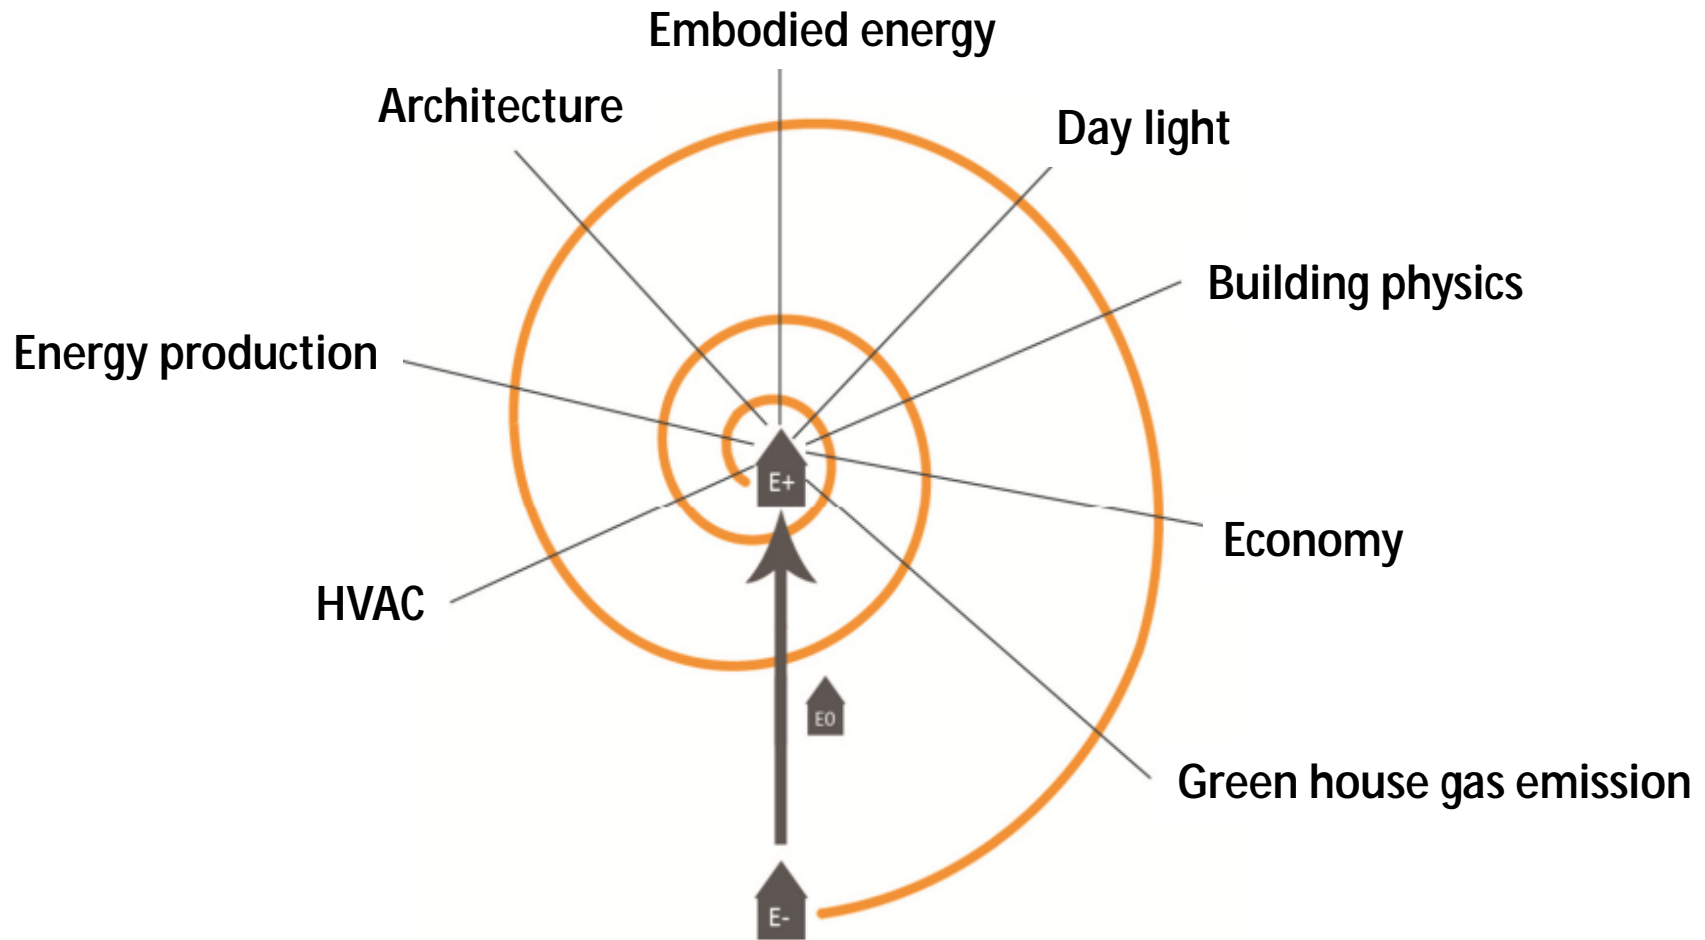 Embodied energy
Architecture
Day light
Building physics
Energy production
E+
Economy
HVAC
E0
Green house gas emission
E-